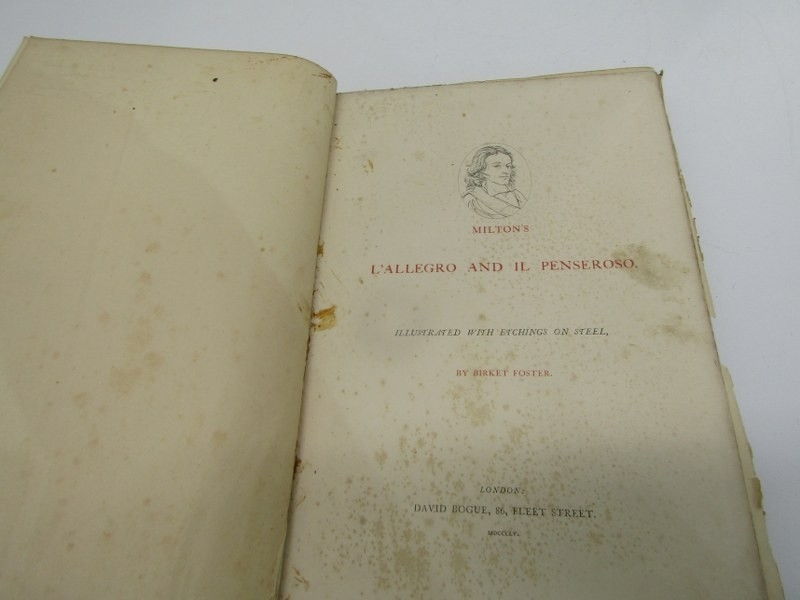 MILTON'S
L'ALLEGRO AND IL PENSEROSO.
ILLUSTRATED WITH ETCHINGS ON STEEL,
BY BIRKET FOSTER.
LONDON:
DAVID BOGUE, 86, FLEET STREET.
MDCCCLV.